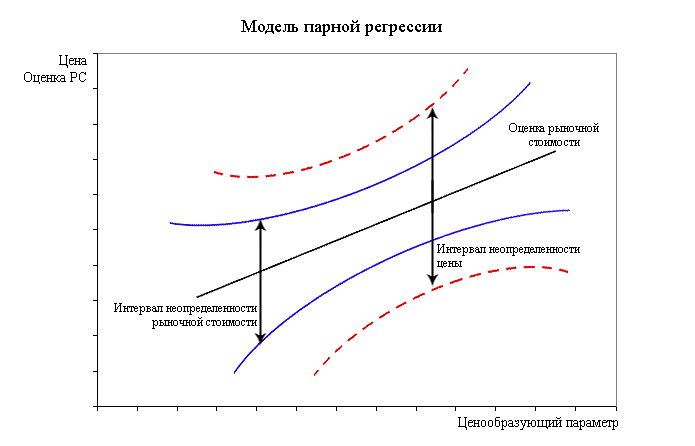 Модель парной регрессии
Цена
Оценка РС
Оценка рыночной
стоимости
Интервал неопределенности
цены
Интервал неопределенности
рыночной стоимости
Ценообразующий параметр